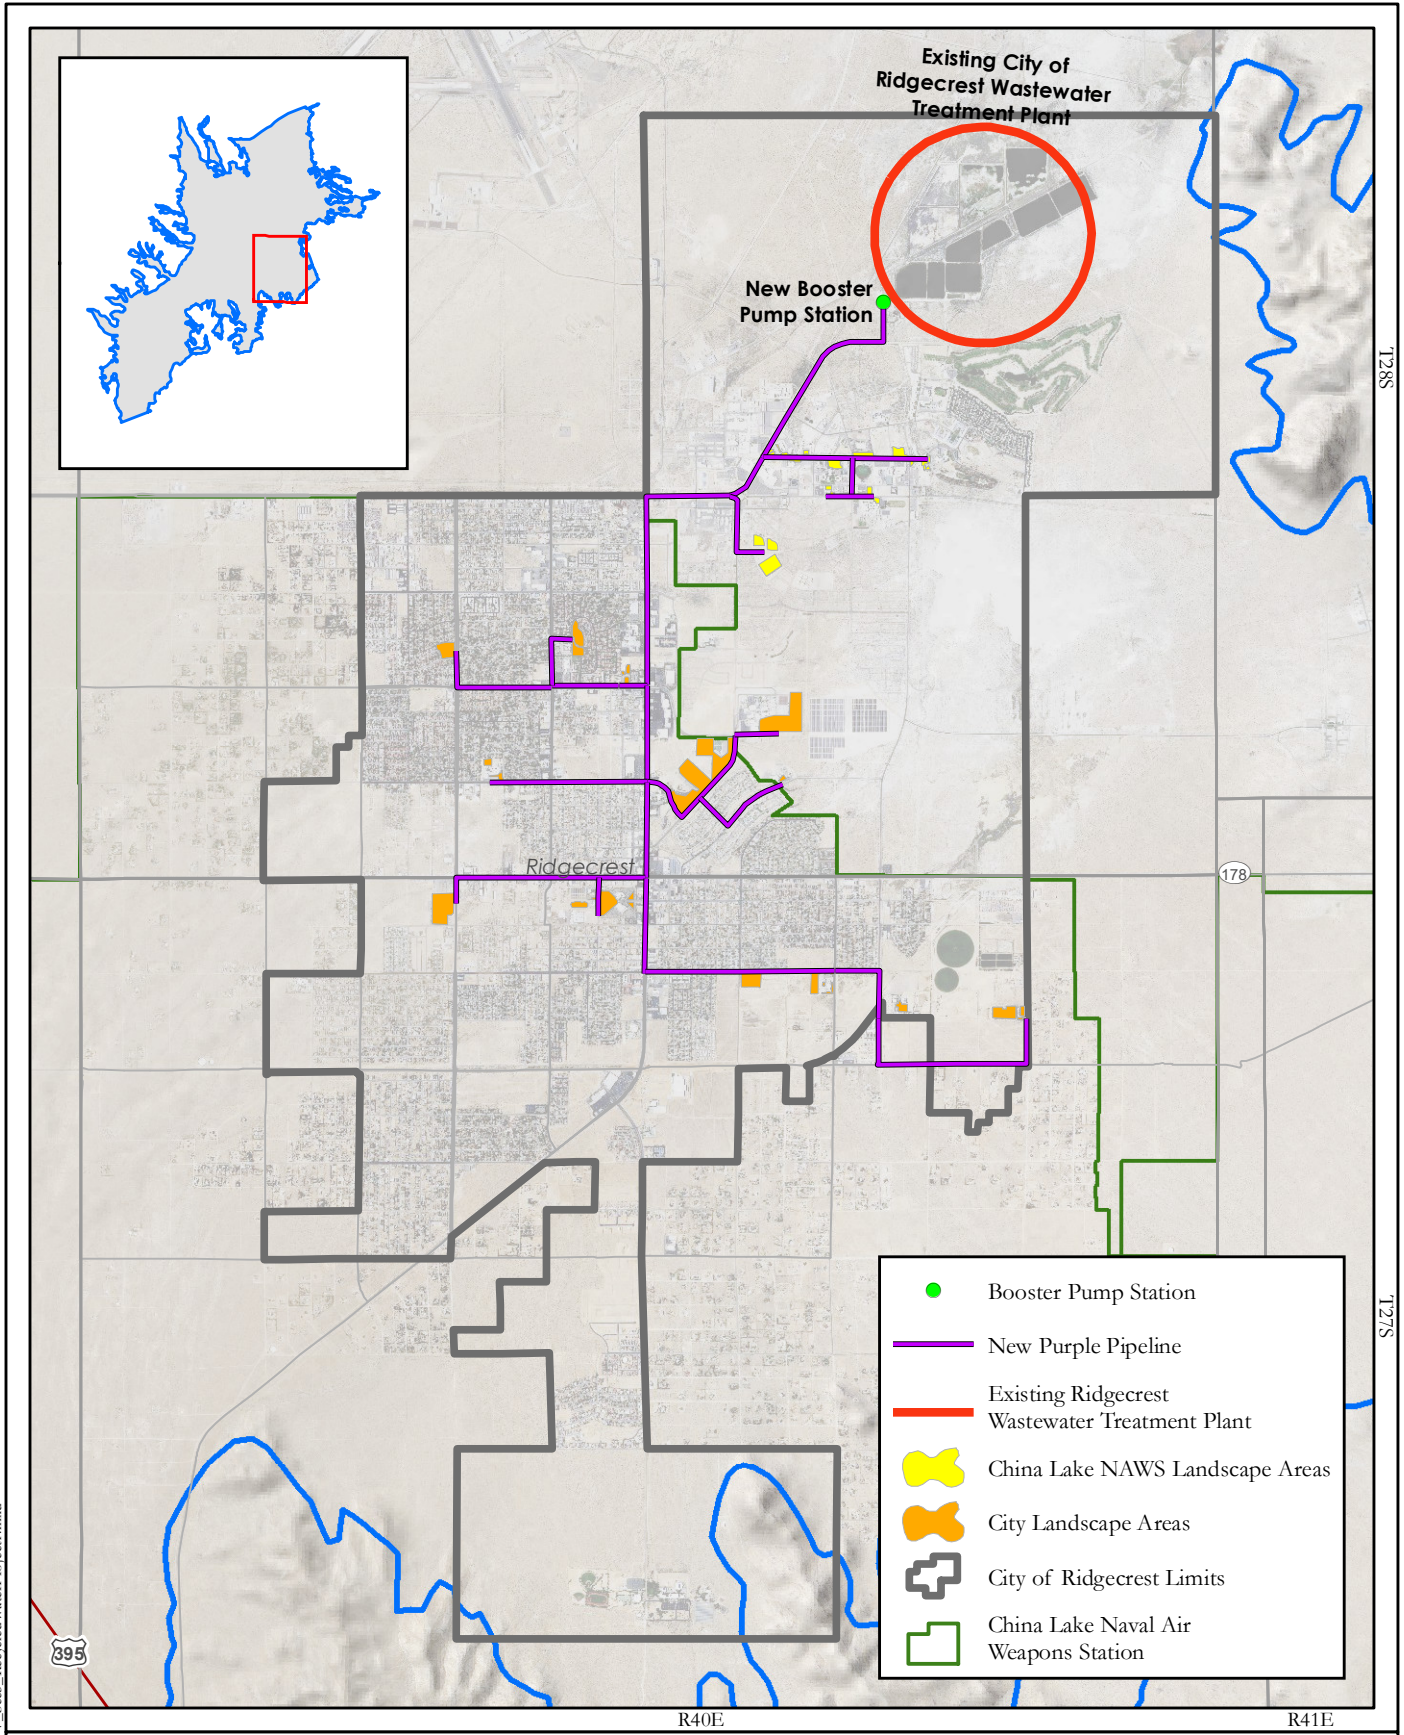 Existing City of
Ridgecrest Wastewater
Treatment Plant
New Booster
Pump Station
T28S
Ridgecrest
178
T27S
Booster Pump Station
New Purple Pipeline
Existing Ridgecrest
Wastewater Treatment Plant
China Lake NAWS Landscape Areas
City Landscape Areas
City of Ridgecrest Limits
China Lake Naval Air
Weapons Station
395
R40E
R41E